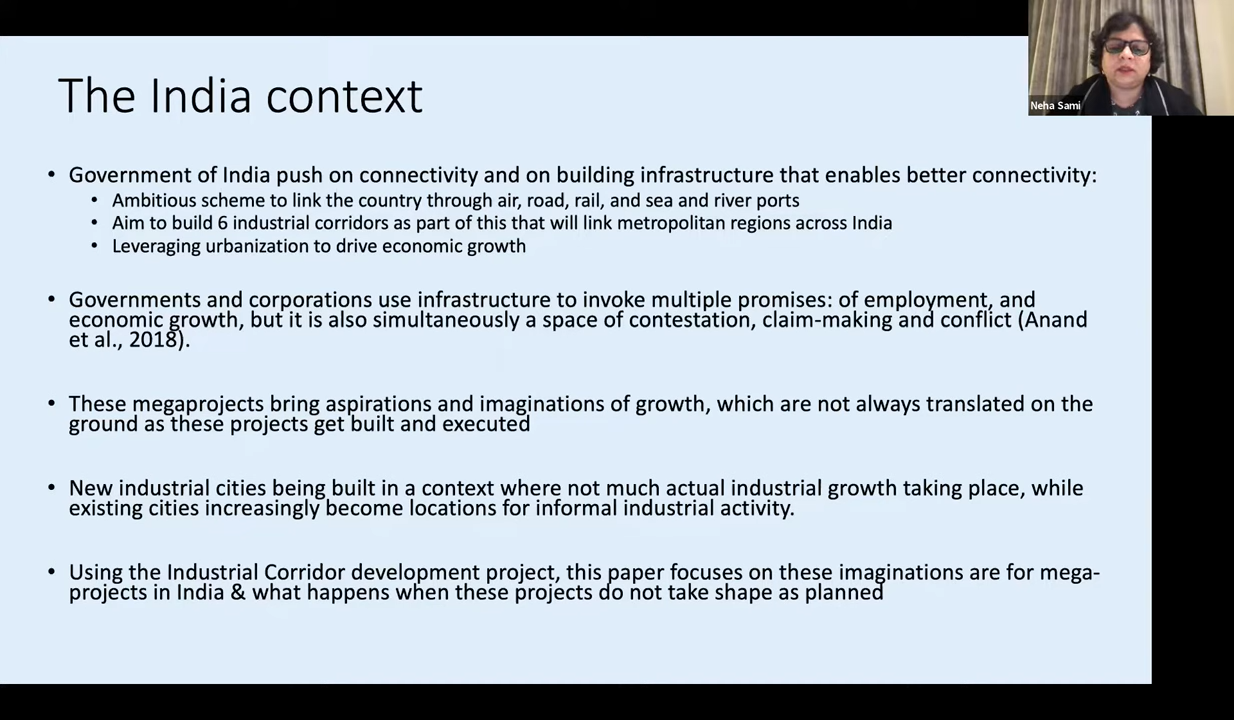 The India context
Neha Sami
• Government of India push on connectivity and on building infrastructure that enables better connectivity:
• Ambitious scheme to link the country through air, road, rail, and sea and river ports
• Aim to build 6 industrial corridors as part of this that will link metropolitan regions across India
• Leveraging urbanization to drive economic growth
• Governments and corporations use infrastructure to invoke multiple promises: of employment, and
economic growth, but it is also simultaneously a space of contestation, claim-making and conflict (Anand
et al., 2018).
• These megaprojects bring aspirations and imaginations of growth, which are not always translated on the
ground as these projects get built and executed
• New industrial cities being built in a context where not much actual industrial growth taking place, while
existing cities increasingly become locations for informal industrial activity.
• Using the Industrial Corridor development project, this paper focuses on these imaginations are for mega-
projects in India & what happens when these projects do not take shape as planned